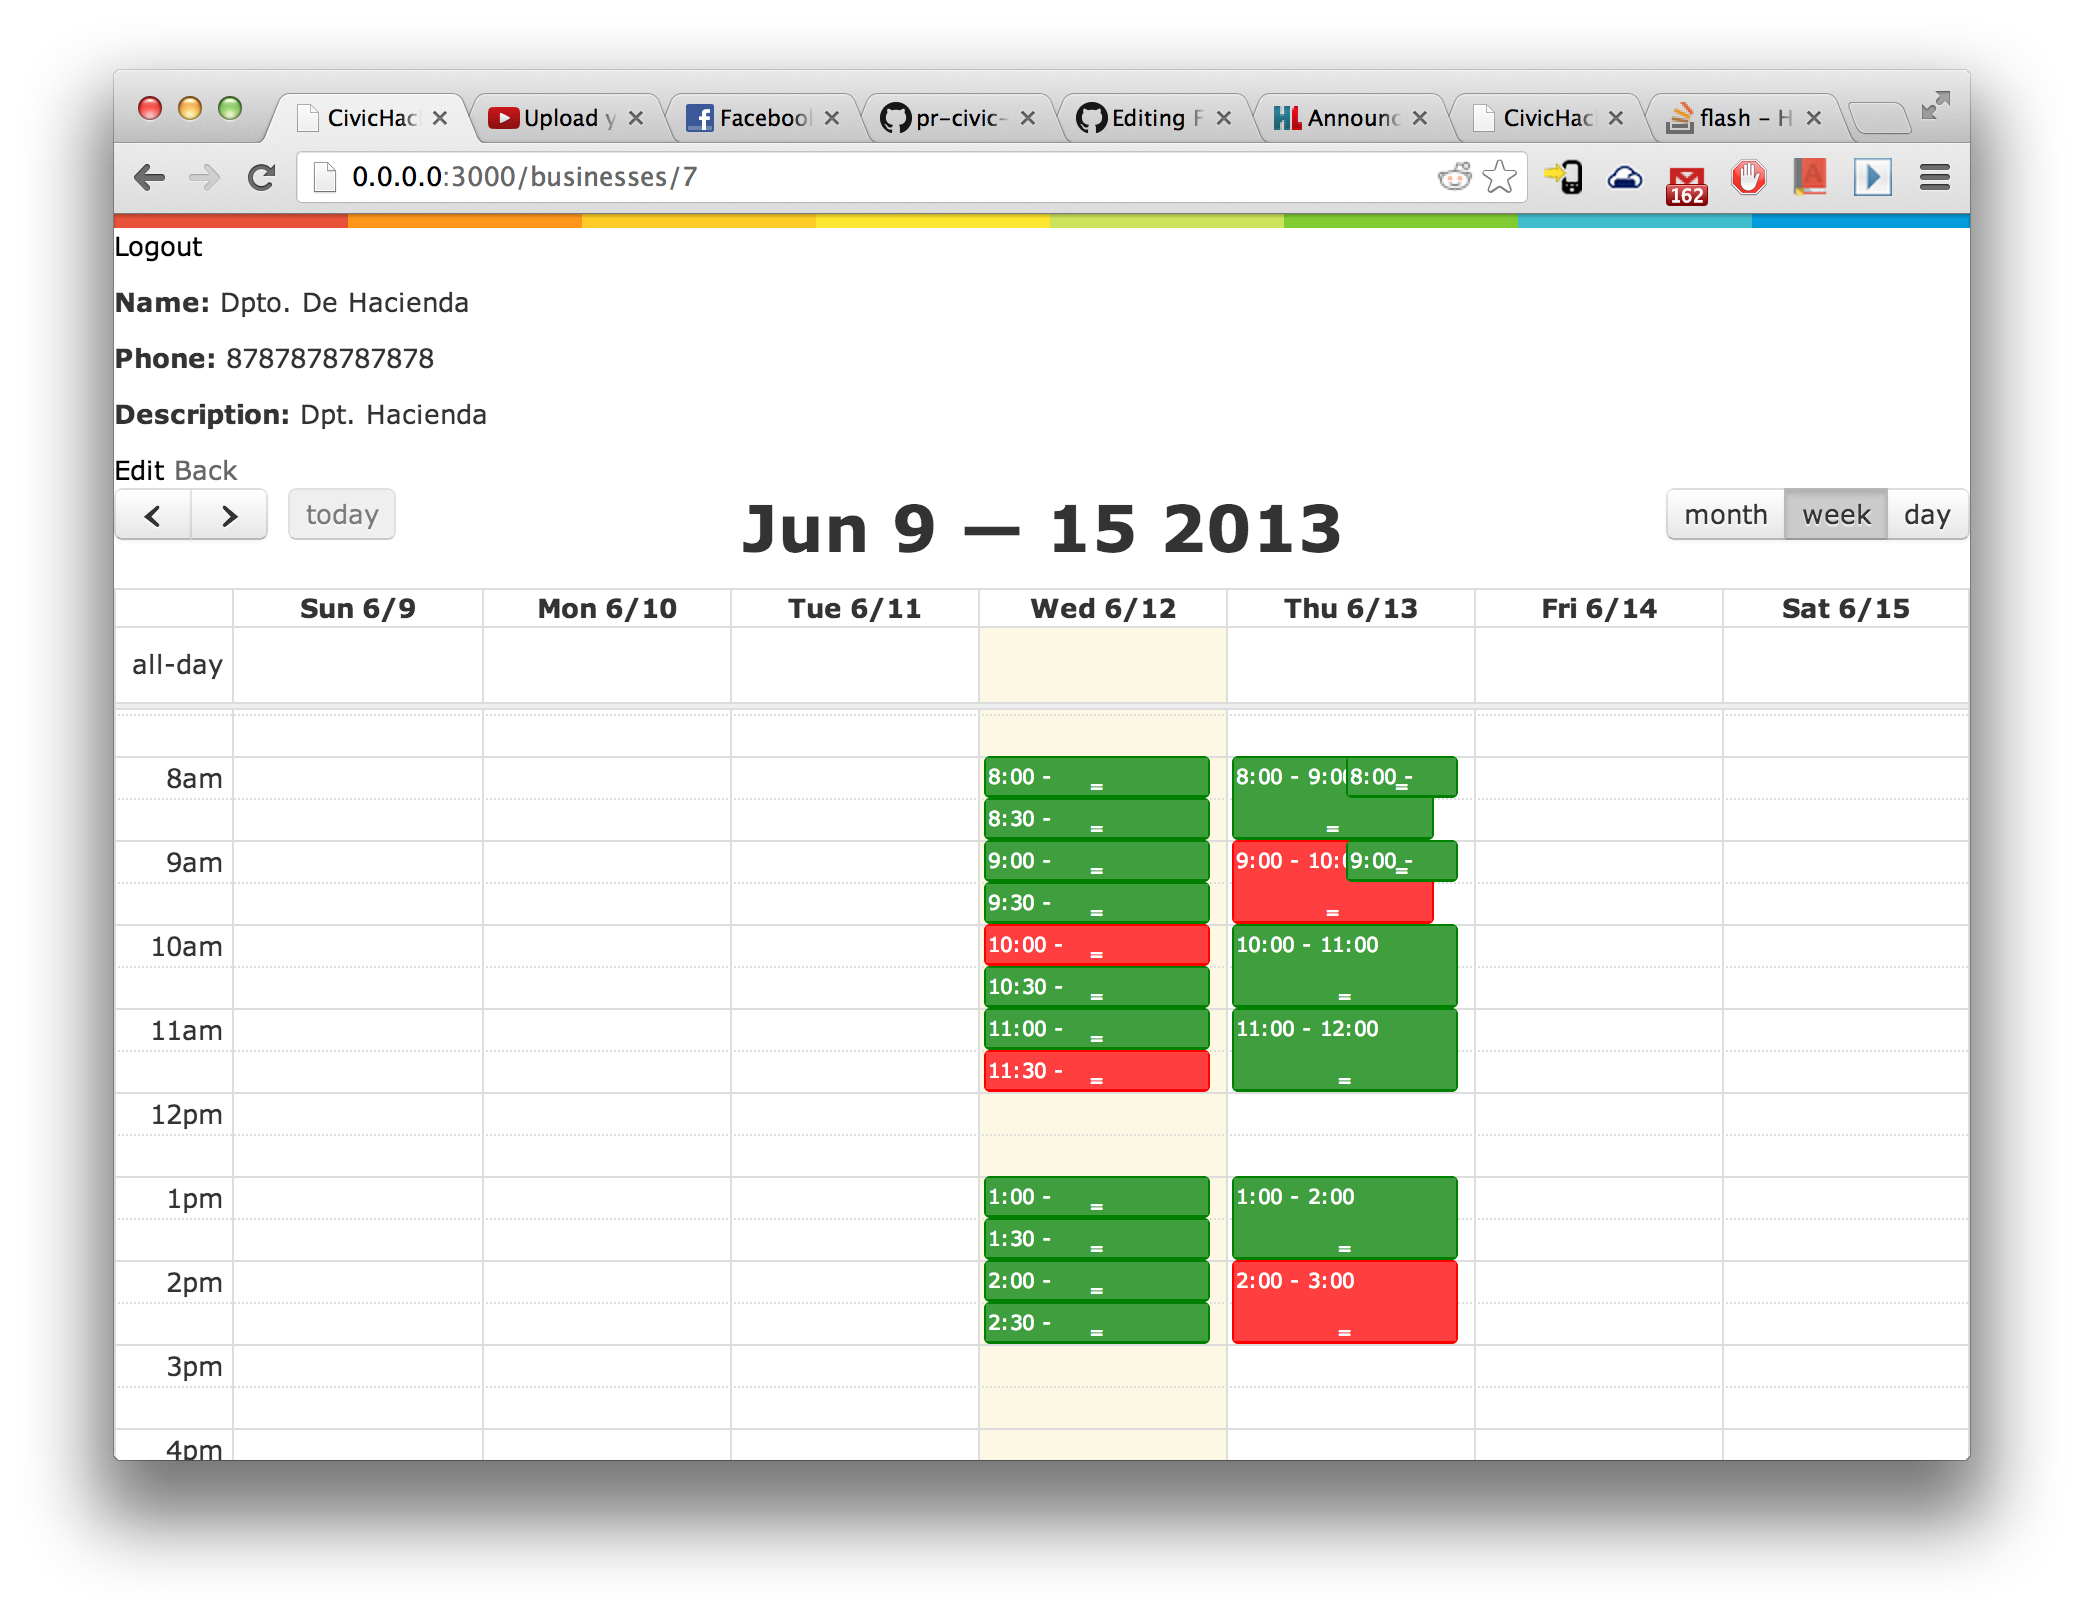 CivicHac
Upload y
Facebool
pr-civic-
Editing F
HL Announc
CivicHac
flash - H
0.0.0.0:3000/businesses/7
162
Logout
Name: Dpto. De Hacienda
Phone: 8787878787878
Description: Dpt. Hacienda
Edit Back
today
Jun 9 — 15 2013
month week day
Sun 6/9 Mon 6/10 Tue 6/11 Wed 6/12 Thu 6/13 Fri 6/14 Sat 6/15
all-day
8am 8:00 - 8:00 - 9:00 8:00 -
8:30 -
9am 9:00 - 9:00 - 10: 9:00 -
9:30 -
10am 10:00 - 10:00 - 11:00
10:30 -
11am 11:00 - 11:00 - 12:00
11:30 -
12pm
1pm 1:00 - 1:00 - 2:00
1:30 -
2pm 2:00 - 2:00 - 3:00
2:30 -
3pm
4pm